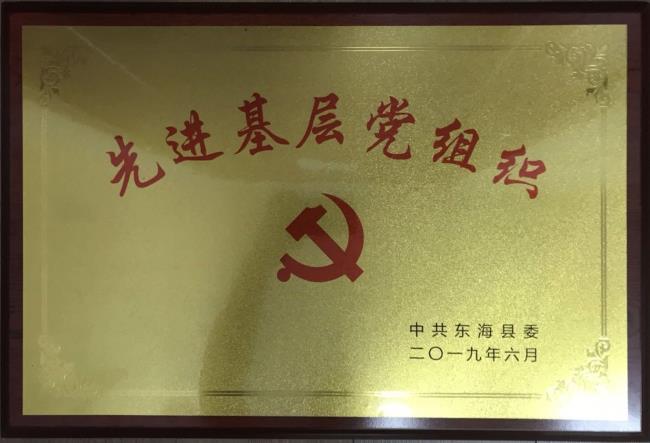 先进基层党组织
中共东海县委
二〇一九年六月